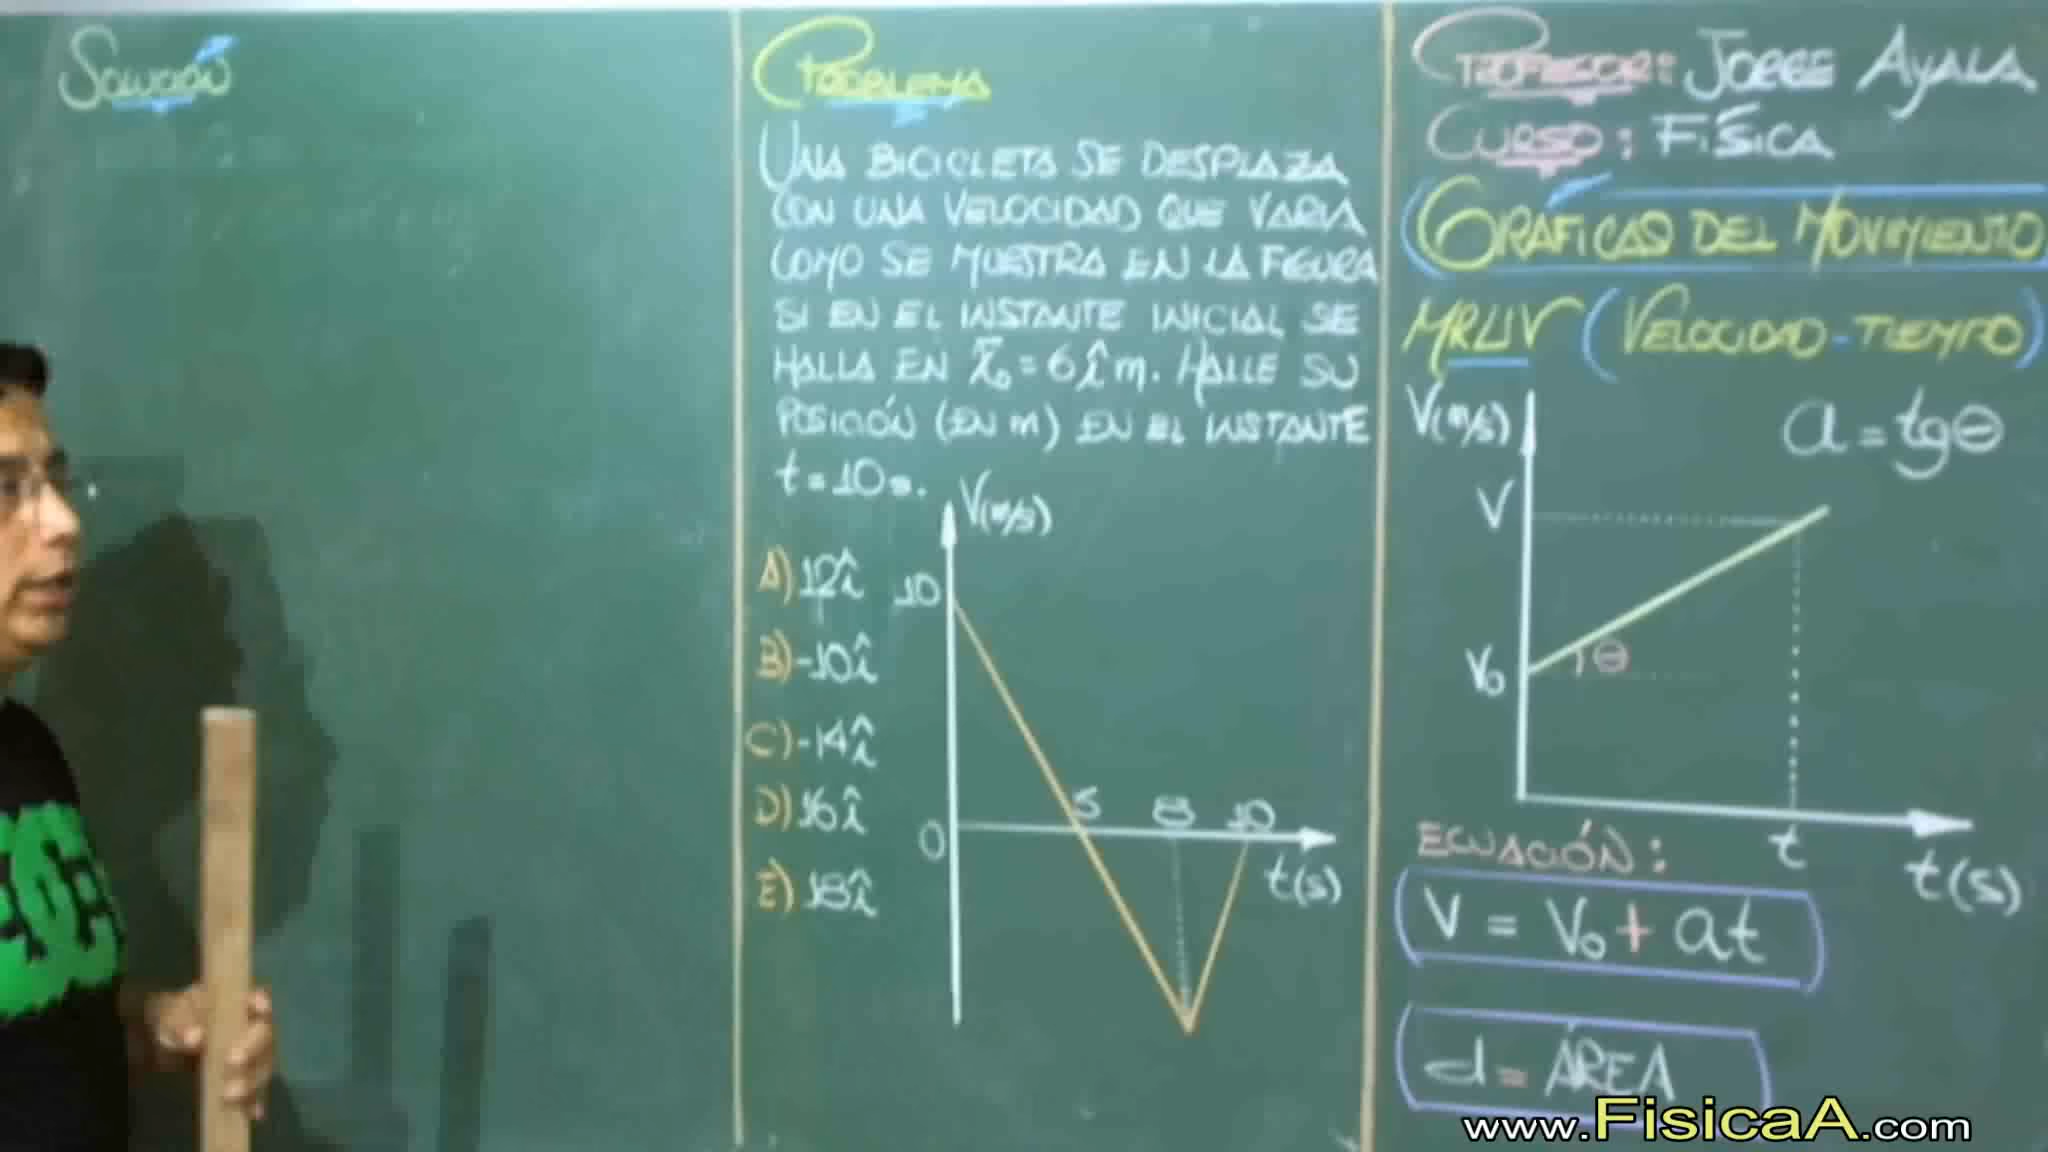 SOLUCIÓN
PROBLEMA
UNA BICICLETA SE DESPLAZA
CON UNA VELOCIDAD QUE VARIA
COMO SE MUESTRA EN LA FIGURA
SI EN EL INSTANTE INICIAL SE
HALLA EN x̄₀ = 6 î m. HALLE SU
POSICIÓN (EN m) EN EL INSTANTE
t = 10 s.
A) 12î
B) -10î
C) -14î
D) 16î
E) 18î
V(m/s)
10
0
5
8
10
t(s)
PROFESOR: JORGE AYALA
CURSO: FÍSICA
GRÁFICAS DEL MOVIMIENTO
MRUV (VELOCIDAD-TIEMPO)
V(m/s)
a = tgθ
V
V₀
θ
t
t(s)
ECUACIÓN:
V = V₀ + at
d = ÁREA
www.FisicaA.com